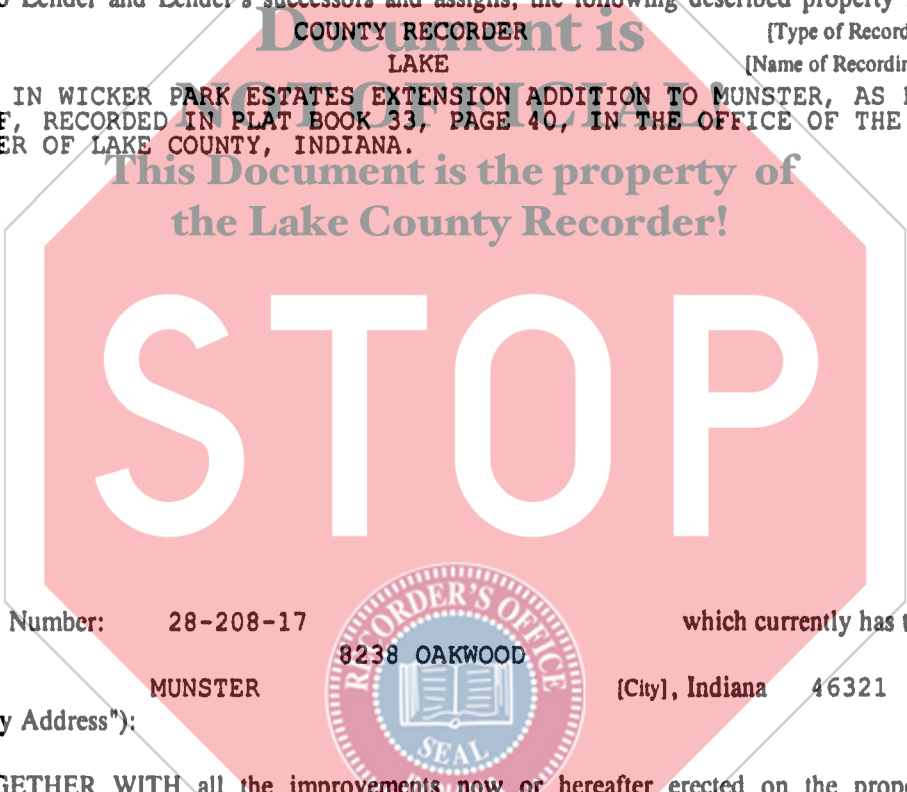 Lender and Lender's successors and assigns, the following described property
Document is
COUNTY RECORDER [Type of Record
LAKE [Name of Recordin
NOT OFFICIAL!
IN WICKER PARK ESTATES EXTENSION ADDITION TO MUNSTER, AS
F, RECORDED IN PLAT BOOK 33, PAGE 40, IN THE OFFICE OF THE
ER OF LAKE COUNTY, INDIANA.
This Document is the property of
the Lake County Recorder!
STOP
Number: 28-208-17 which currently has
8238 OAKWOOD
MUNSTER [City], Indiana 46321
y Address"):
RECORDER'S OFFICE
SEAL
GETHER WITH all the improvements now or hereafter erected on the prope